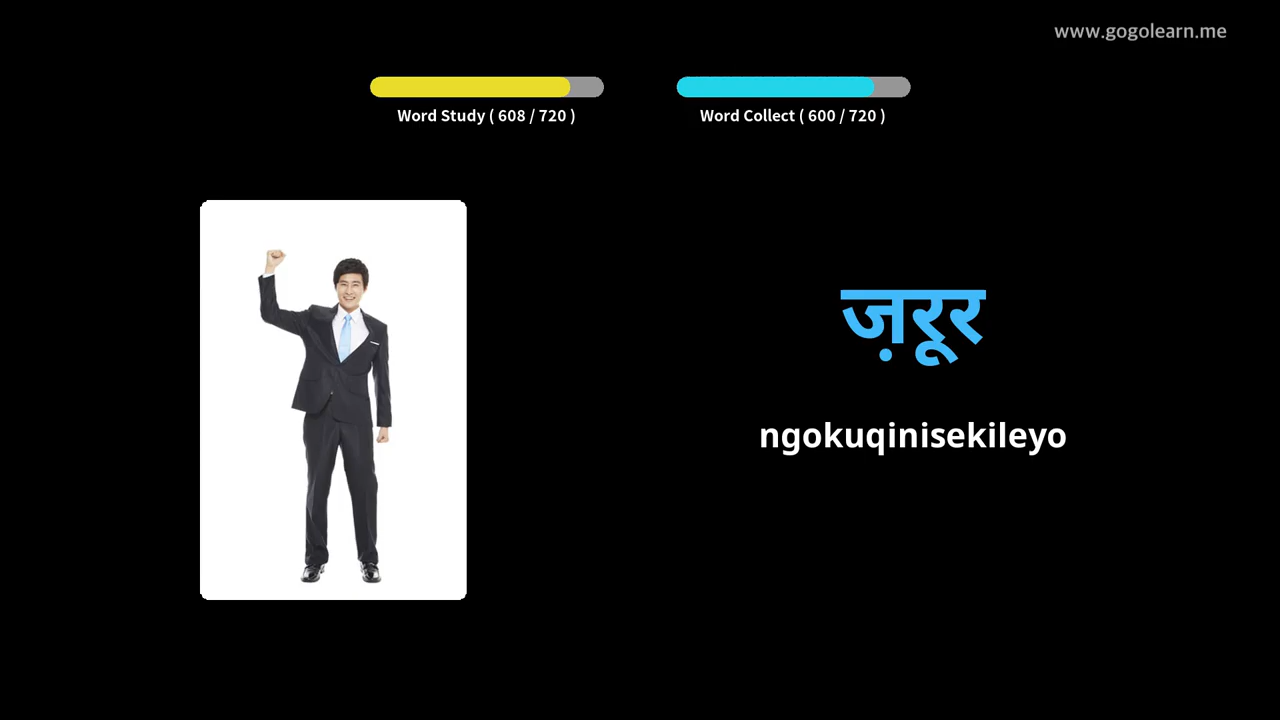 www.gogolearn.me
Word Study ( 608 / 720 )
Word Collect ( 600 / 720 )
ज़रूर
ngokuqinisekileyo